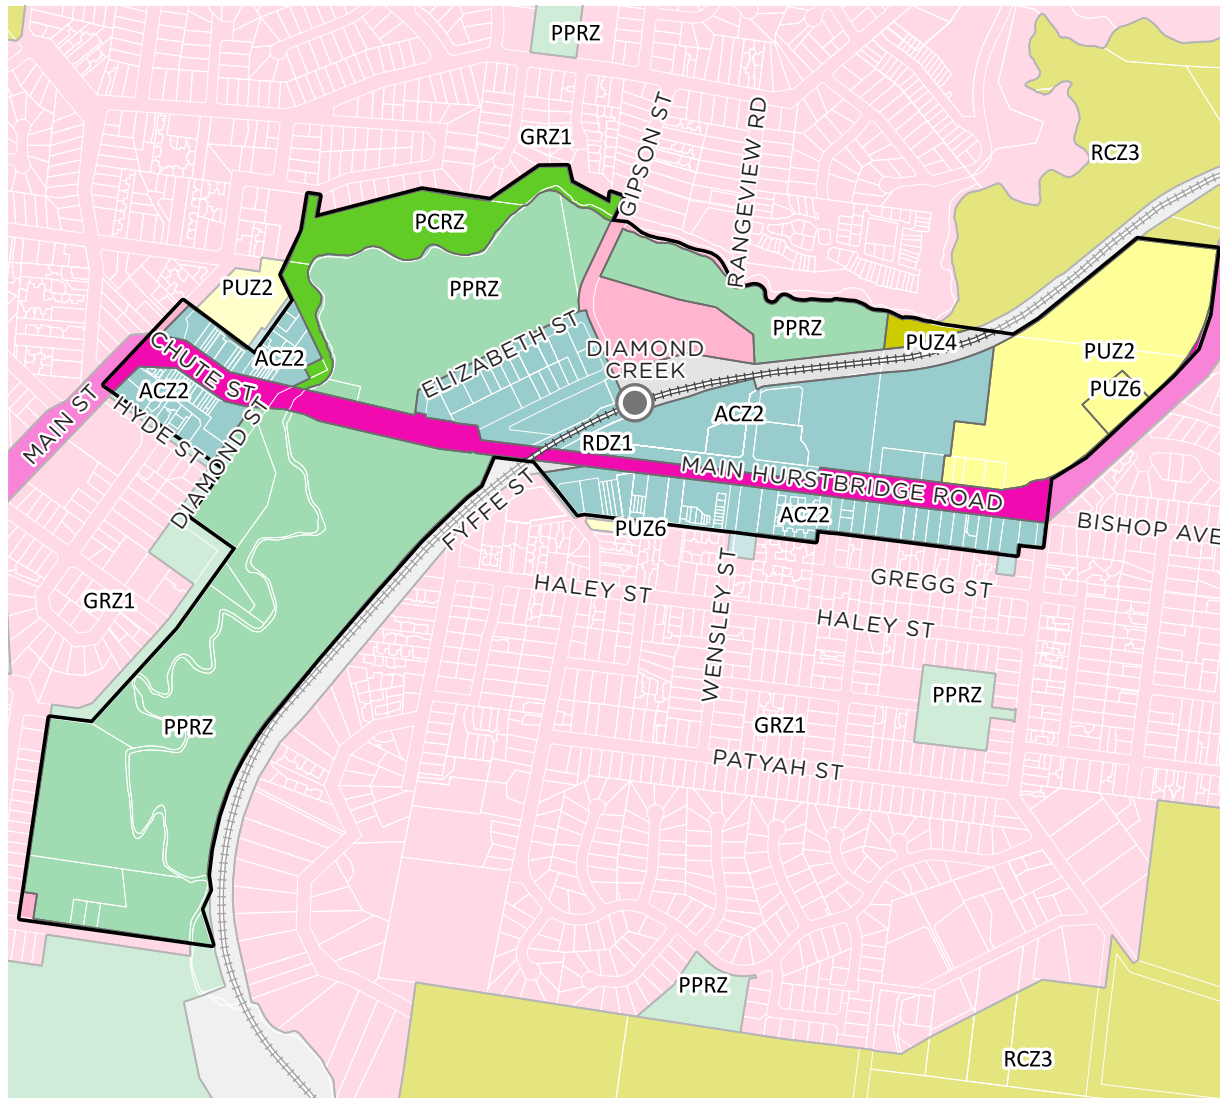 PPRZ
GRZ1
GIPSON ST
RANGEVIEW RD
RCZ3
PCRZ
PUZ2
PPRZ
PPRZ
PUZ4
PUZ2
PUZ6
CHUTE ST
ACZ2
ELIZABETH ST
DIAMOND
CREEK
ACZ2
ACZ2
MAIN ST
HYDE ST
DIAMOND ST
RDZ1
MAIN HURSTBRIDGE ROAD
FYFFE ST
ACZ2
PUZ6
BISHOP AVE
HALEY ST
WENSLEY ST
GREGG ST
HALEY ST
GRZ1
PPRZ
PPRZ
GRZ1
PATYAH ST
PPRZ
RCZ3